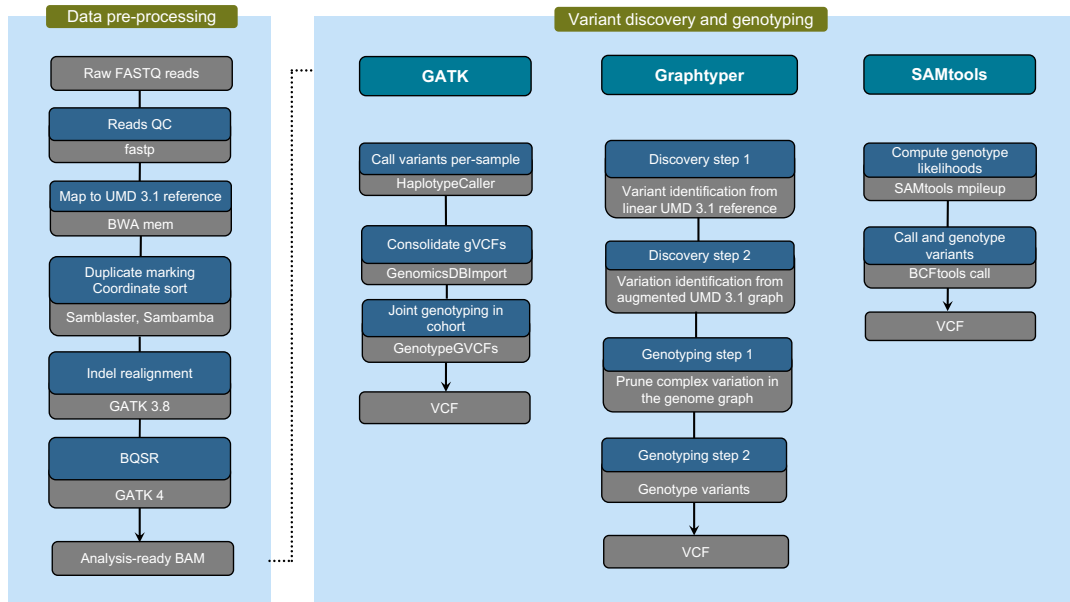 Data pre-processing
Raw FASTQ reads
Reads QC
fastp
Map to UMD 3.1 reference
BWA mem
Duplicate marking
Coordinate sort
Samblaster, Sambamba
Indel realignment
GATK 3.8
BQSR
GATK 4
Analysis-ready BAM
Variant discovery and genotyping
GATK
Call variants per-sample
HaplotypeCaller
Consolidate gVCFs
GenomicsDBImport
Joint genotyping in
cohort
GenotypeGVCFs
VCF
Graphtyper
Discovery step 1
Variant identification from
linear UMD 3.1 reference
Discovery step 2
Variation identification from
augmented UMD 3.1 graph
Genotyping step 1
Prune complex variation in
the genome graph
Genotyping step 2
Genotype variants
VCF
SAMtools
Compute genotype
likelihoods
SAMtools mpileup
Call and genotype
variants
BCFtools call
VCF